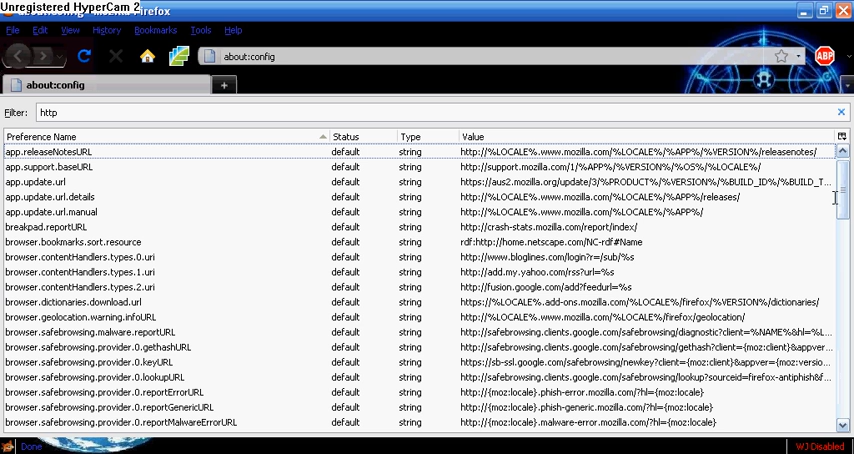 Unregistered HyperCam 2
about:config - Mozilla Firefox
File Edit View History Bookmarks Tools Help
about:config
ABP
about:config
Filter: http
Preference Name Status Type Value
app.releaseNotesURL default string http://%LOCALE%.www.mozilla.com/%LOCALE%/%APP%/%VERSION%/releasenotes/
app.support.baseURL default string http://support.mozilla.com/1/%APP%/%VERSION%/%OS%/%LOCALE%/
app.update.url default string https://aus2.mozilla.org/update/3/%PRODUCT%/%VERSION%/%BUILD_ID%/%BUILD_T...
app.update.url.details default string http://%LOCALE%.www.mozilla.com/%LOCALE%/%APP%/releases/
app.update.url.manual default string http://%LOCALE%.www.mozilla.com/%LOCALE%/%APP%/
breakpad.reportURL default string http://crash-stats.mozilla.com/report/index/
browser.bookmarks.sort.resource default string rdf:http://home.netscape.com/NC-rdf#Name
browser.contentHandlers.types.0.uri default string http://www.bloglines.com/login?r=/sub/%s
browser.contentHandlers.types.1.uri default string http://add.my.yahoo.com/rss?url=%s
browser.contentHandlers.types.2.uri default string http://fusion.google.com/add?feedurl=%s
browser.dictionaries.download.url default string https://%LOCALE%.add-ons.mozilla.com/%LOCALE%/firefox/%VERSION%/dictionaries/
browser.geolocation.warning.infoURL default string http://%LOCALE%.www.mozilla.com/%LOCALE%/firefox/geolocation/
browser.safebrowsing.malware.reportURL default string http://safebrowsing.clients.google.com/safebrowsing/diagnostic?client=%NAME%&hl=%L...
browser.safebrowsing.provider.0.gethashURL default string http://safebrowsing.clients.google.com/safebrowsing/gethash?client={moz:client}&appver...
browser.safebrowsing.provider.0.keyURL default string https://sb-ssl.google.com/safebrowsing/newkey?client={moz:client}&appver={moz:versio...
browser.safebrowsing.provider.0.lookupURL default string http://safebrowsing.clients.google.com/safebrowsing/lookup?sourceid=firefox-antiphish&f...
browser.safebrowsing.provider.0.reportErrorURL default string http://{moz:locale}.phish-error.mozilla.com/?hl={moz:locale}
browser.safebrowsing.provider.0.reportGenericURL default string http://{moz:locale}.phish-generic.mozilla.com/?hl={moz:locale}
browser.safebrowsing.provider.0.reportMalwareErrorURL default string http://{moz:locale}.malware-error.mozilla.com/?hl={moz:locale}
Done WJ Disabled